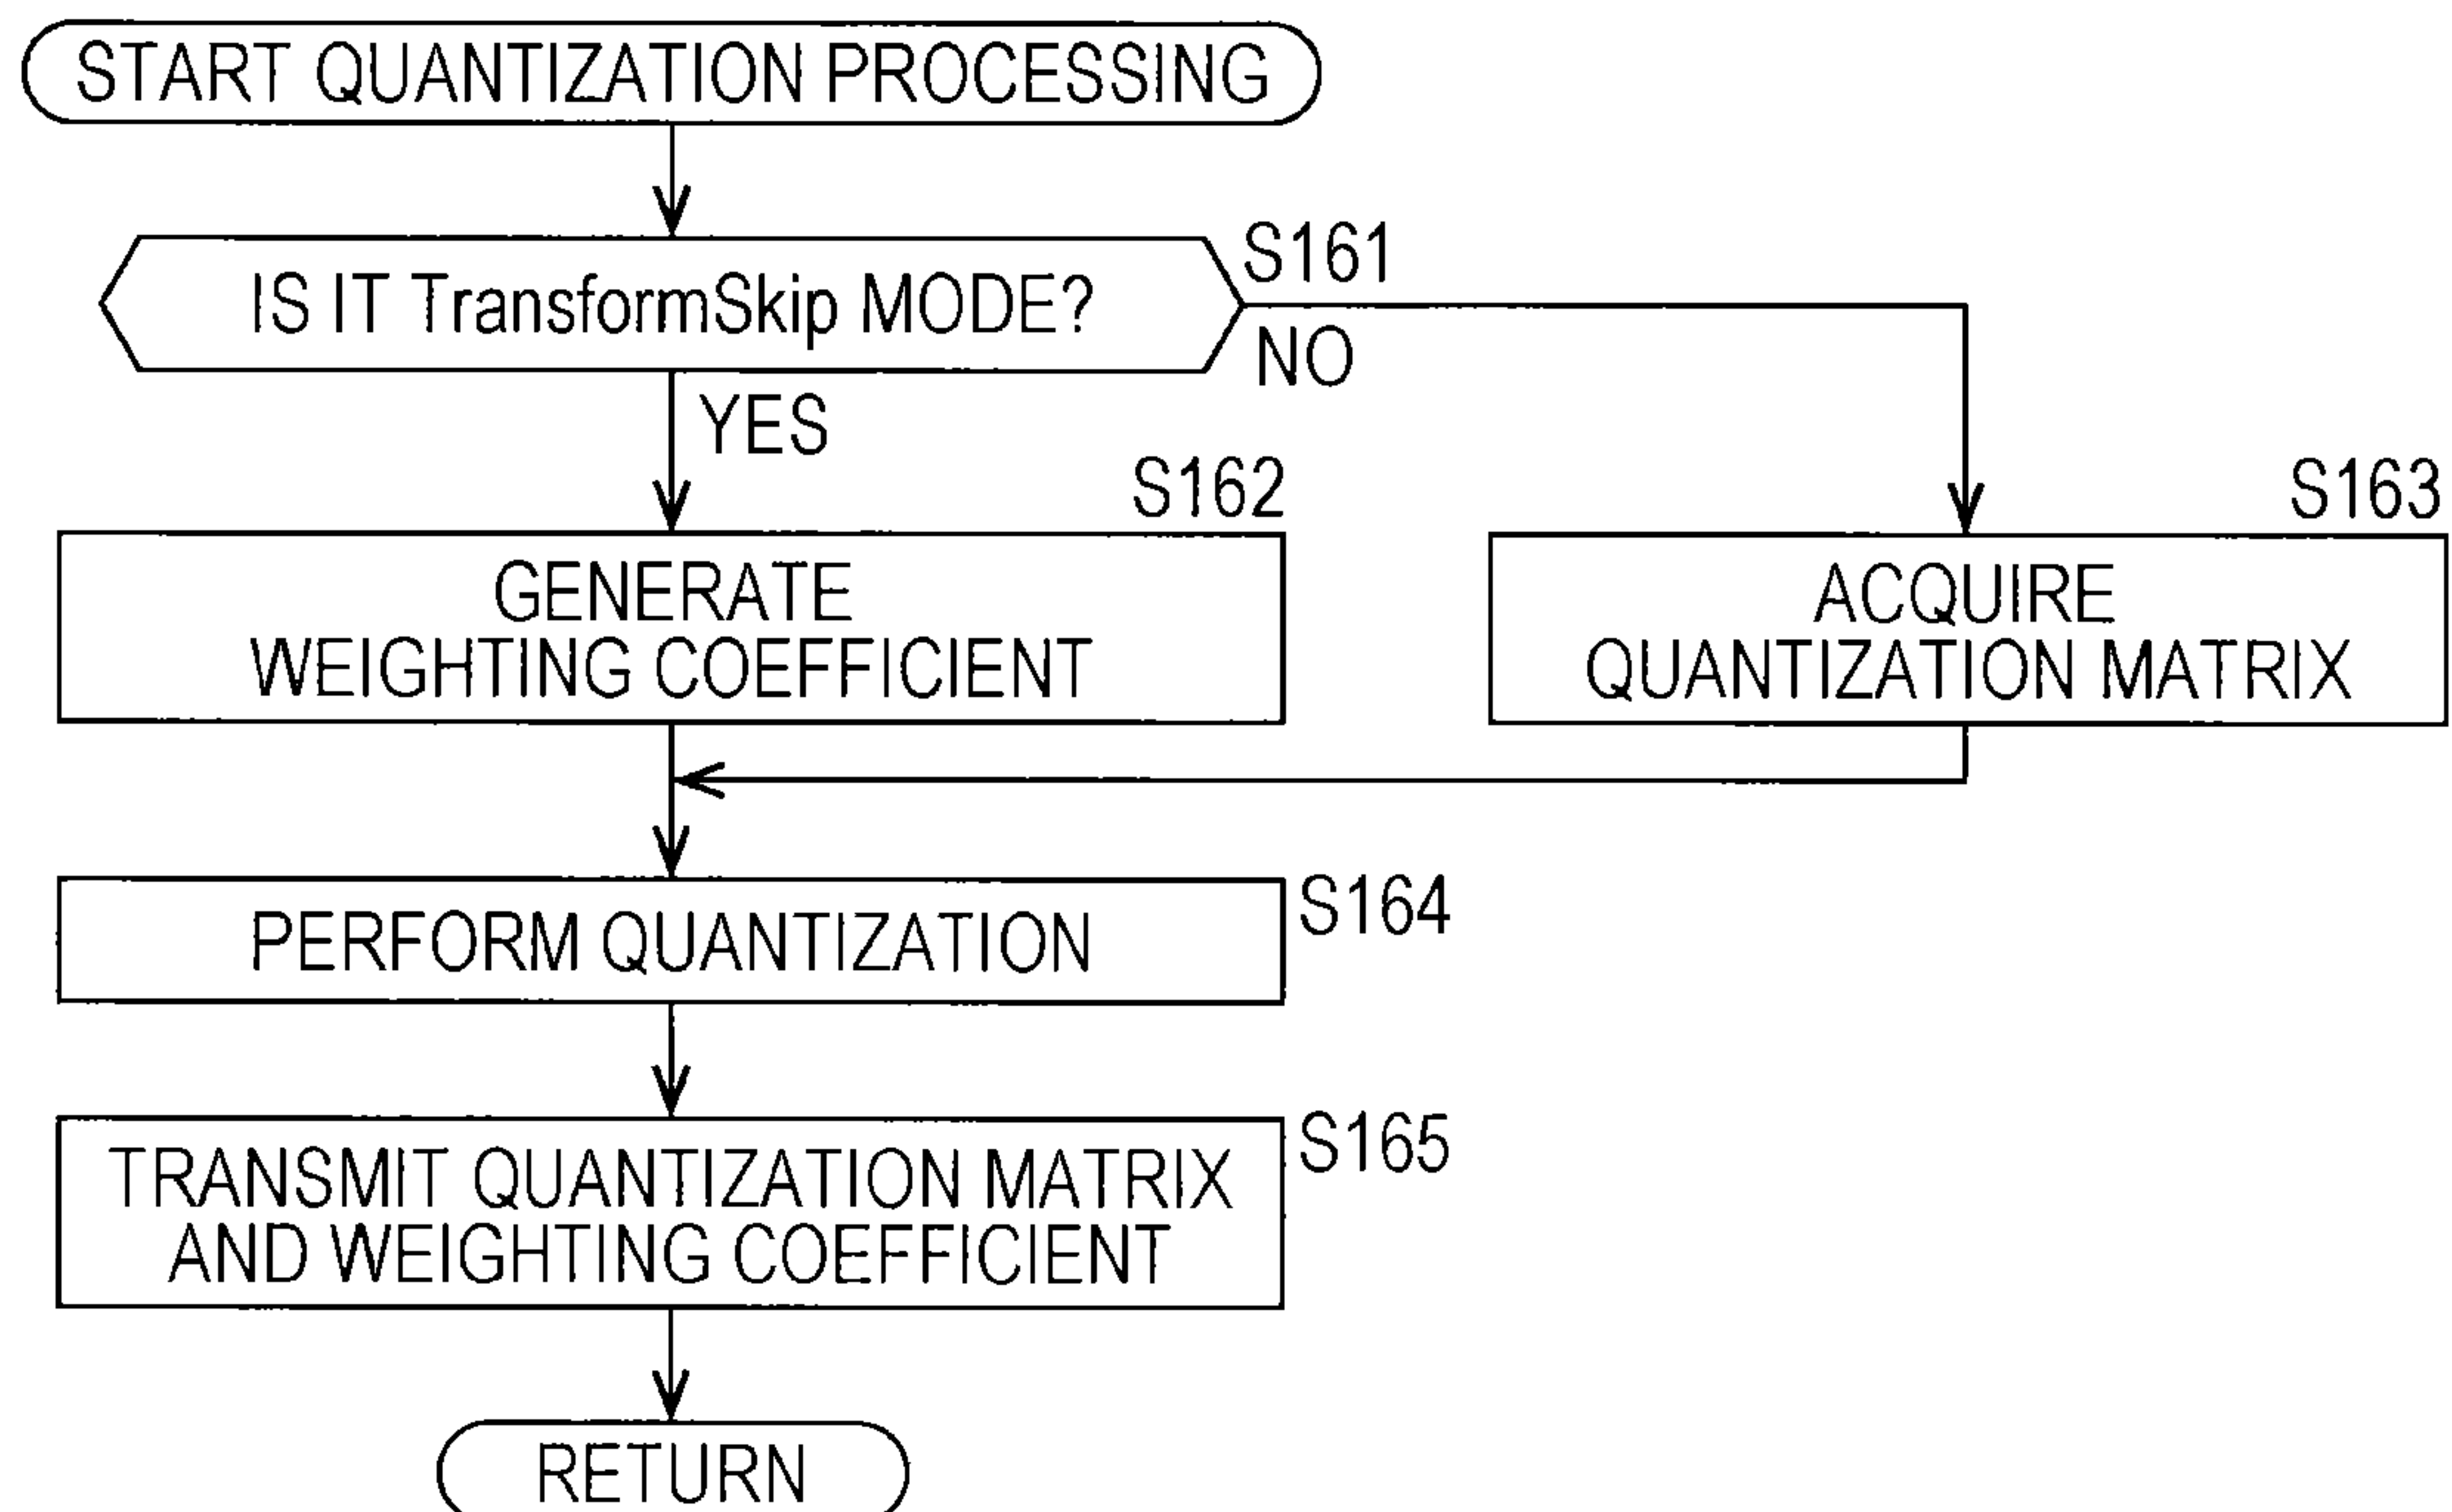 START QUANTIZATION PROCESSING
S161
IS IT TransformSkip MODE?
NO
YES
S162
S163
GENERATE
WEIGHTING COEFFICIENT
ACQUIRE
QUANTIZATION MATRIX
S164
PERFORM QUANTIZATION
S165
TRANSMIT QUANTIZATION MATRIX
AND WEIGHTING COEFFICIENT
RETURN